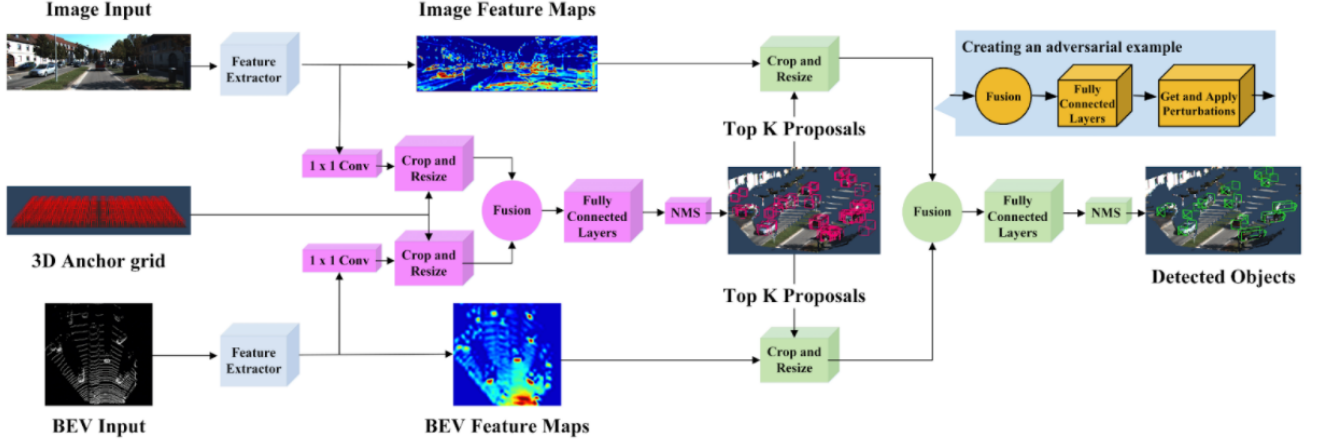 Image Input
Image Feature Maps
Creating an adversarial example
Feature
Extractor
Crop and
Resize
Fusion
Fully
Connected
Layers
Get and Apply
Perturbations
Top K Proposals
1 x 1 Conv
Crop and
Resize
Fusion
Fully
Connected
Layers
NMS
Fusion
Fully
Connected
Layers
NMS
3D Anchor grid
1 x 1 Conv
Crop and
Resize
Detected Objects
Top K Proposals
Feature
Extractor
Crop and
Resize
BEV Input
BEV Feature Maps